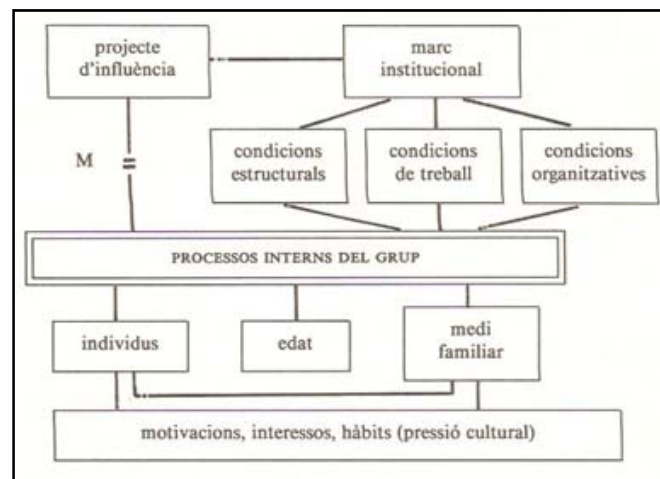 projecte
d'influència
marc
institucional
M
condicions
estructurals
condicions
de treball
condicions
organitzatives
PROCESSOS INTERNS DEL GRUP
individus
edat
medi
familiar
motivacions, interessos, hàbits (pressió cultural)